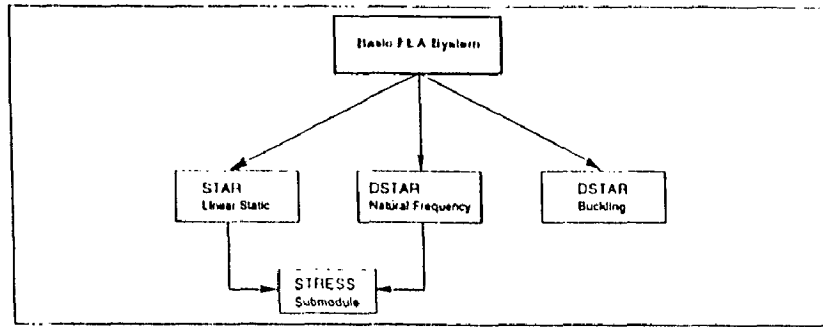 Basic FEA System
STAR
Linear Static
DSTAR
Natural Frequency
DSTAR
Buckling
STRESS
Submodule